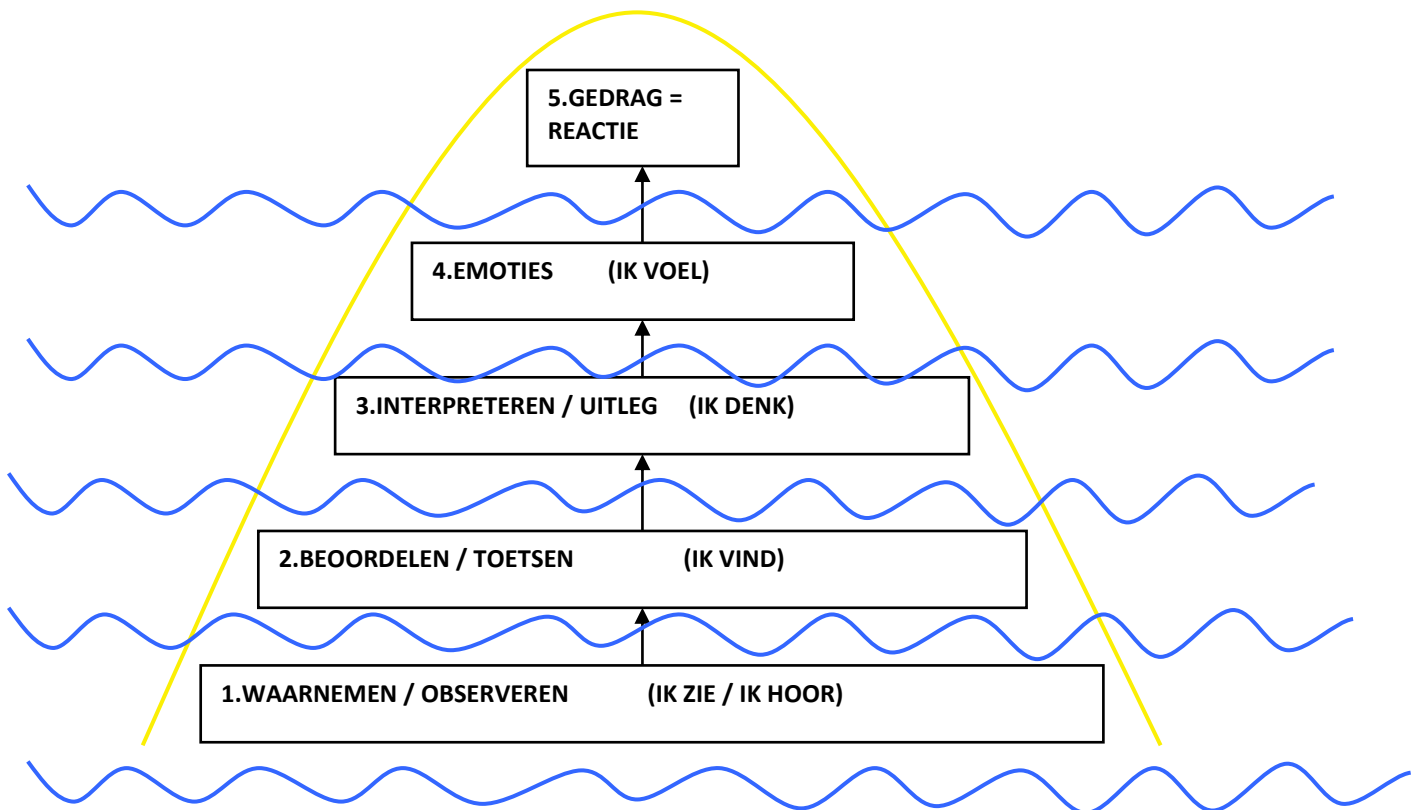 5.GEDRAG =
REACTIE
4.EMOTIES (IK VOEL)
3.INTERPRETEREN / UITLEG (IK DENK)
2.BEOORDELEN / TOETSEN (IK VIND)
1.WAARNEMEN / OBSERVEREN (IK ZIE / IK HOOR)